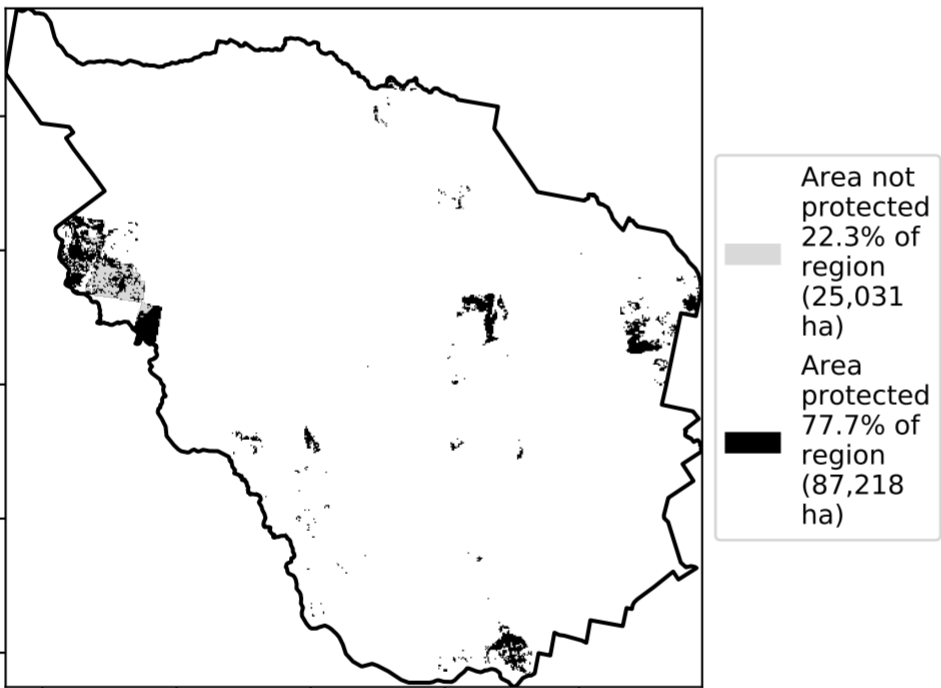 Area not
protected
22.3% of
region
(25,031
ha)
Area
protected
77.7% of
region
(87,218
ha)